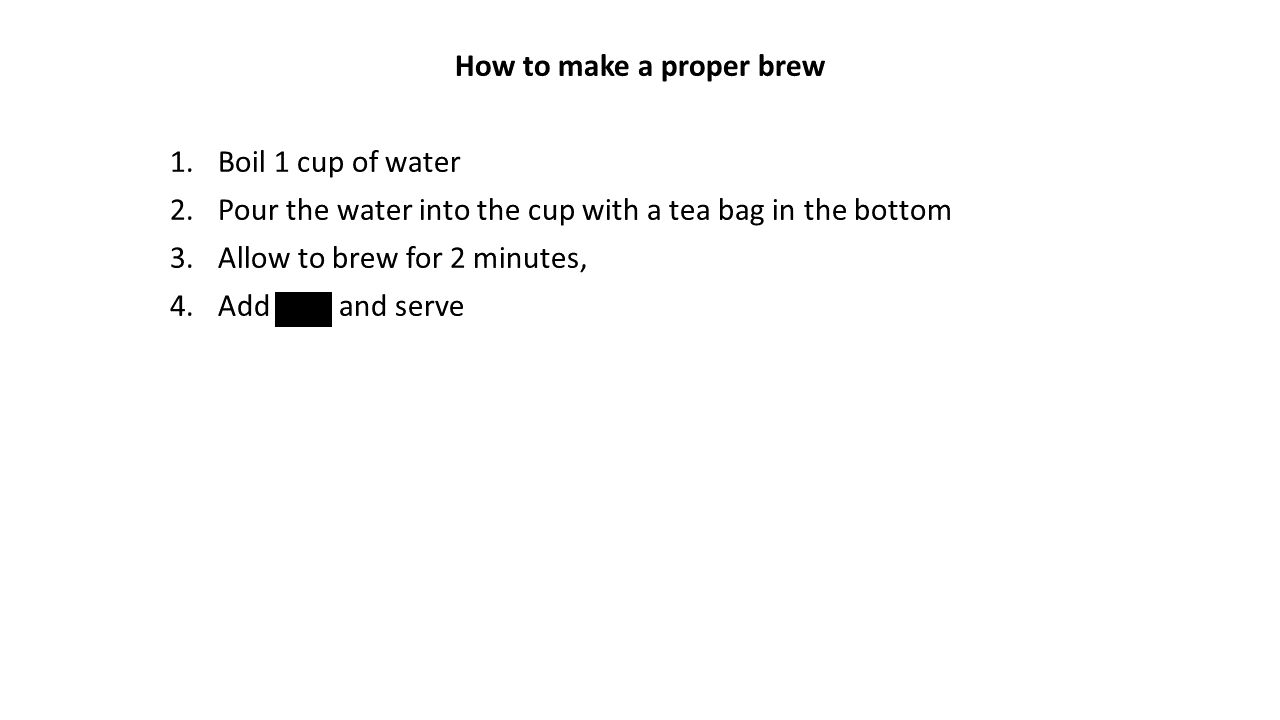 How to make a proper brew
1. Boil 1 cup of water
2. Pour the water into the cup with a tea bag in the bottom
3. Allow to brew for 2 minutes,
4. Add and serve